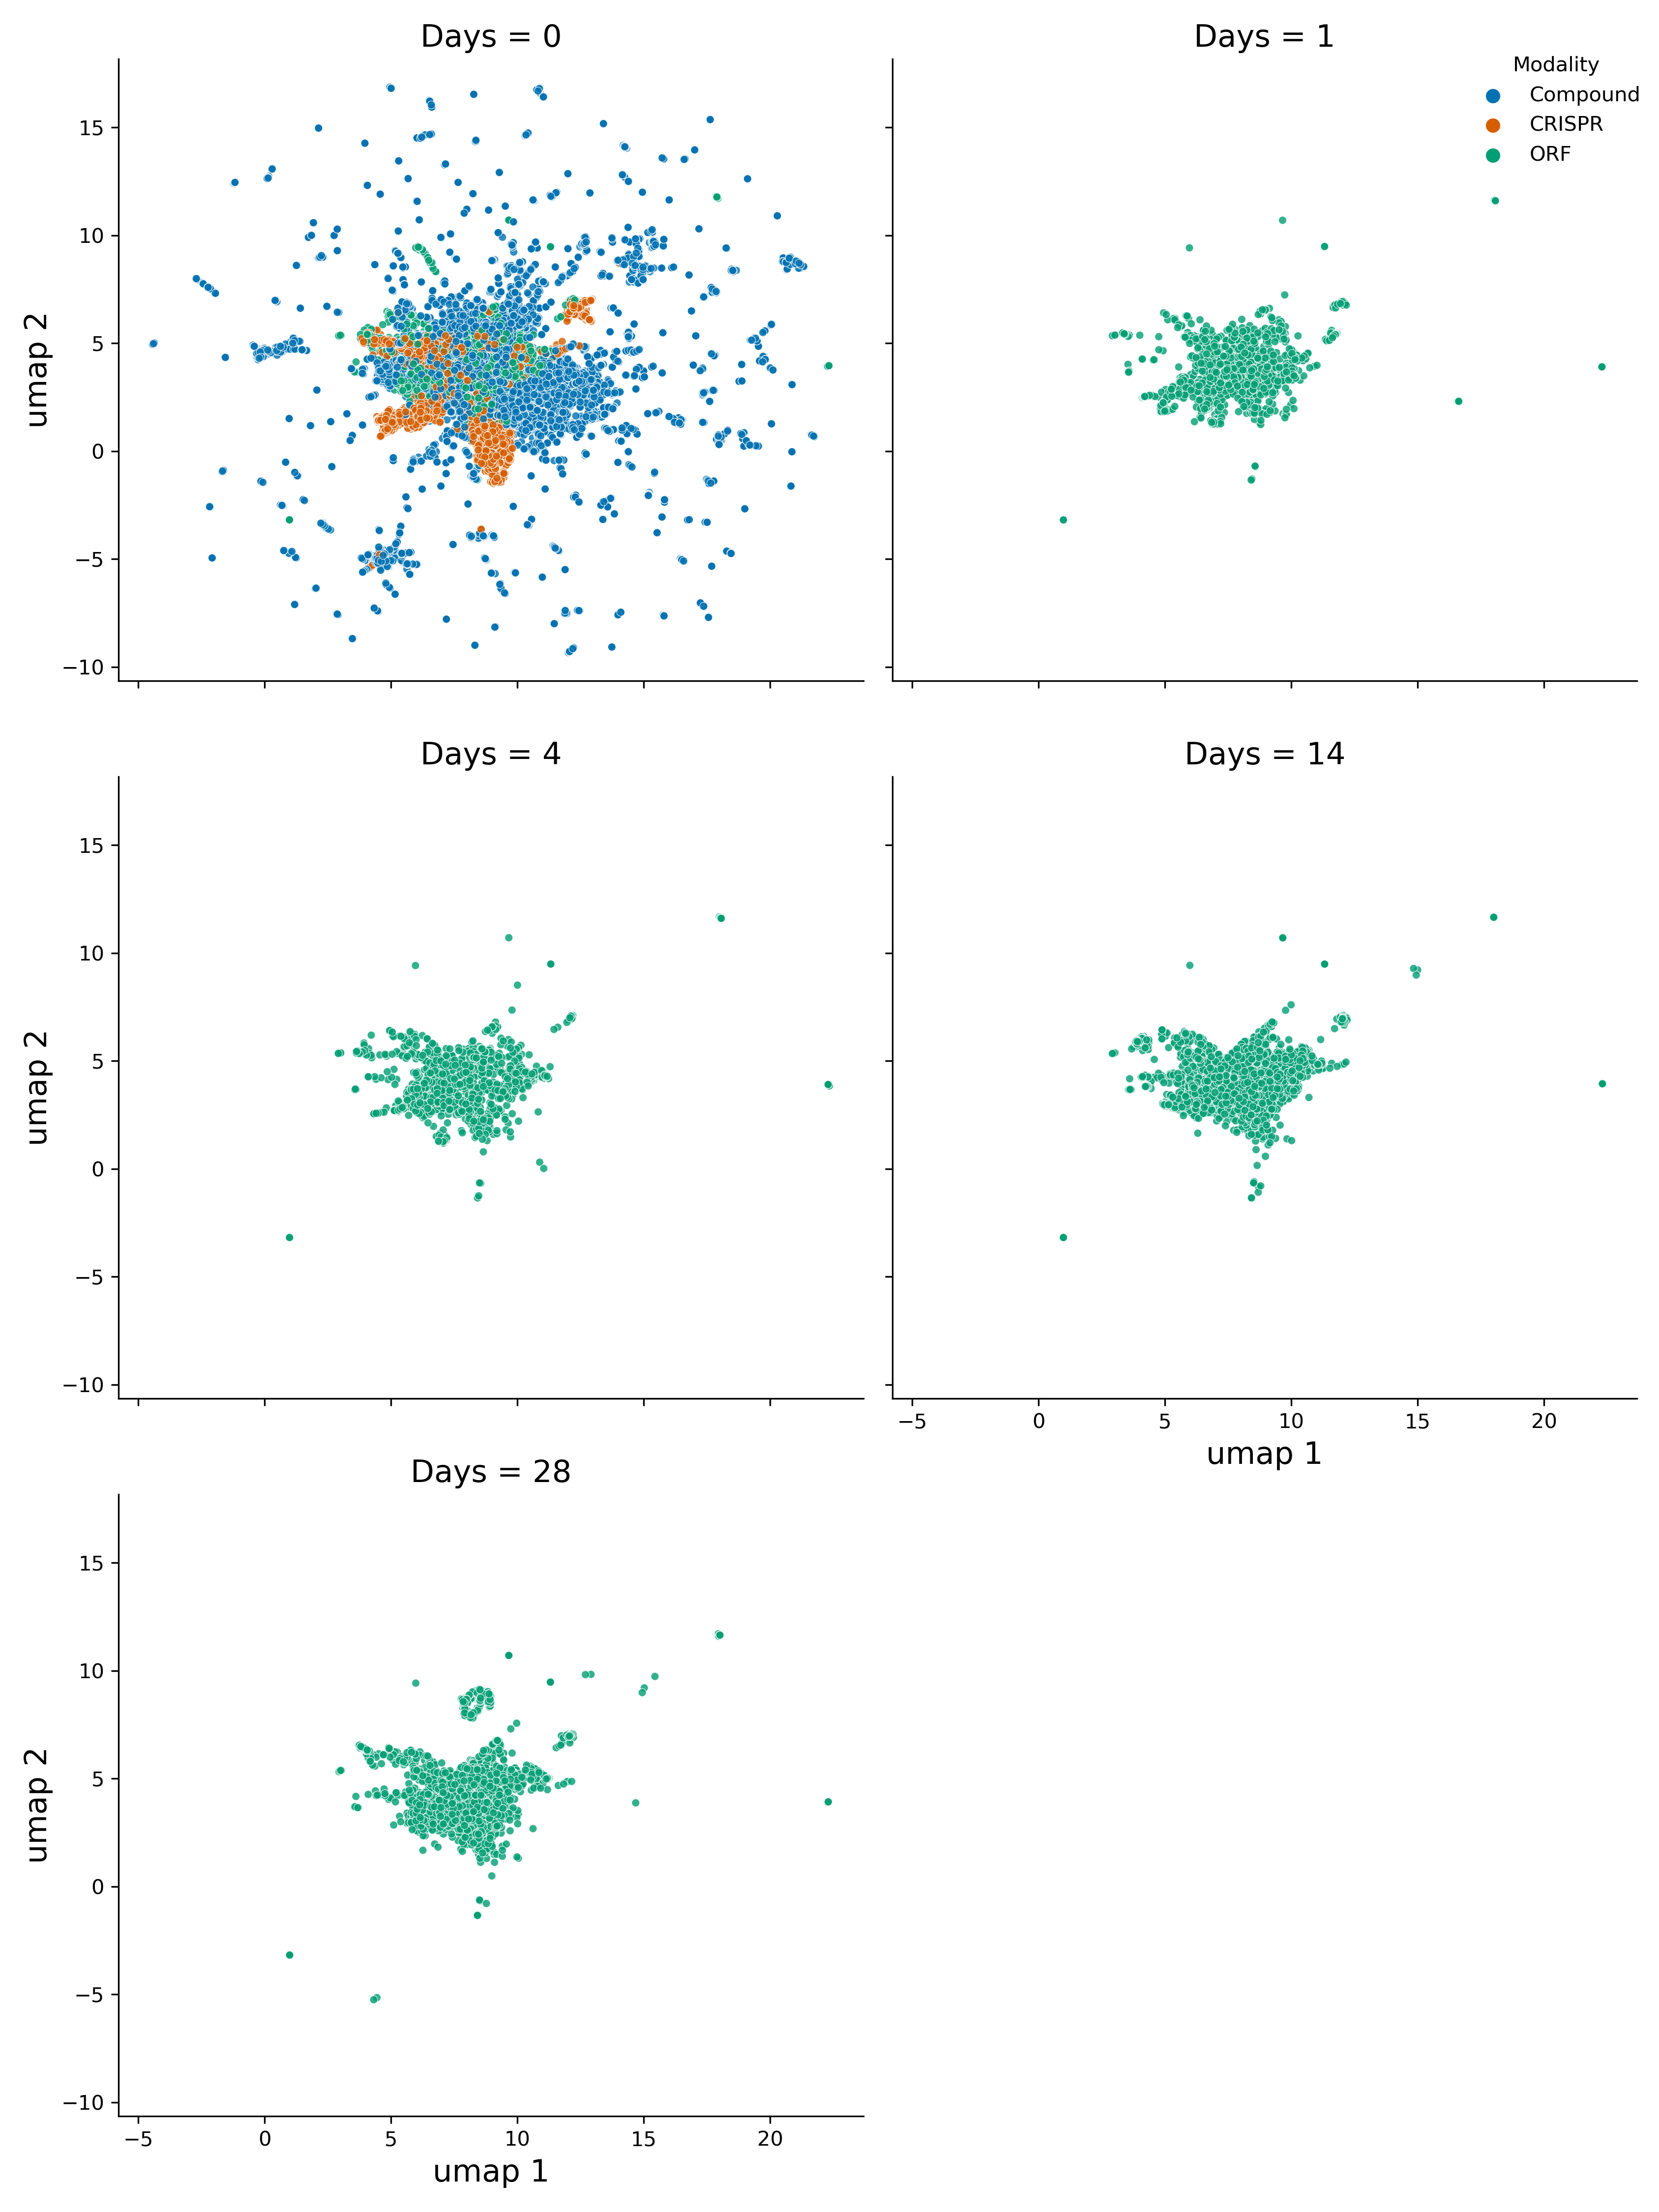 Days = 0
Days = 1
Modality
Compound
CRISPR
ORF
umap 2
15
10
5
0
−5
−10
Days = 4
Days = 14
umap 2
15
10
5
0
−5
−10
−5 0 5 10 15 20
umap 1
Days = 28
umap 2
15
10
5
0
−5
−10
−5 0 5 10 15 20
umap 1